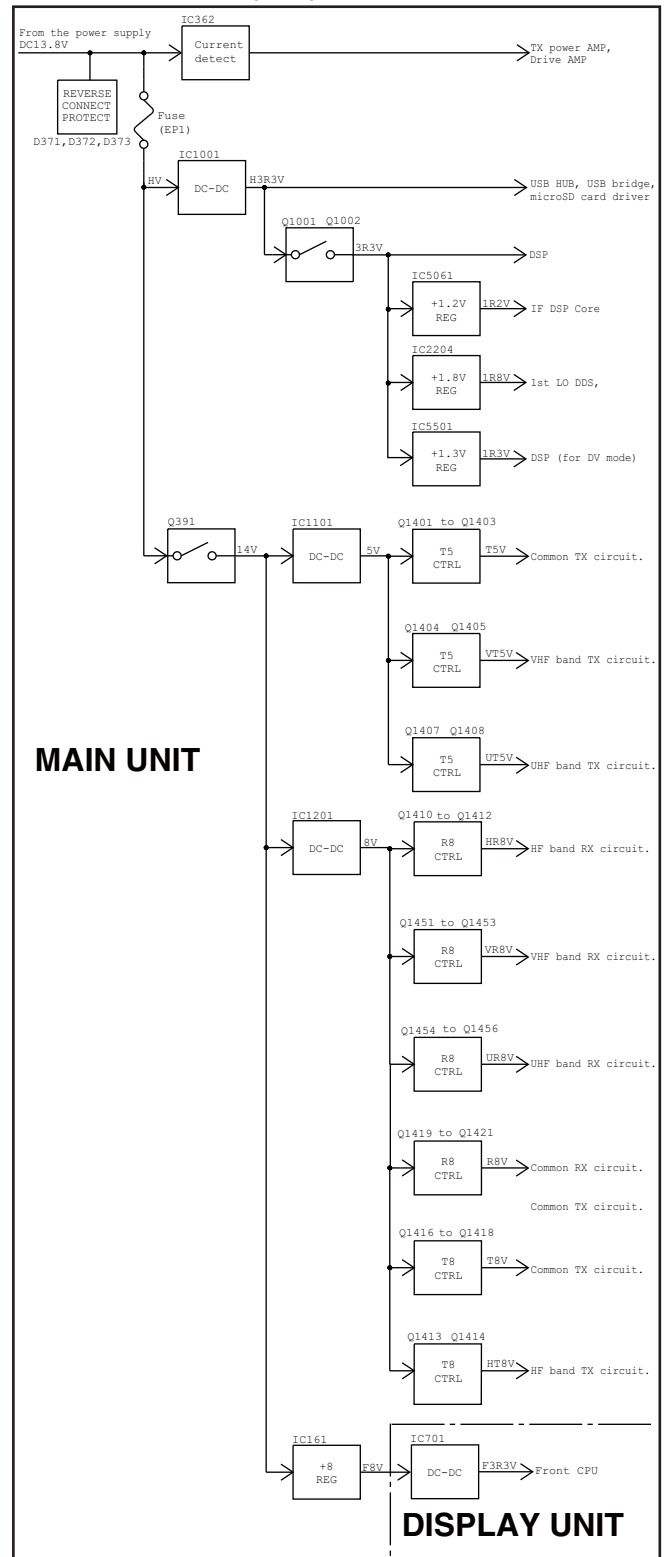 From the power supply
DC13.8V
IC362
Current
detect
TX power AMP,
Drive AMP
REVERSE
CONNECT
PROTECT
D371,D372,D373
Fuse
(EP1)
HV
IC1001
DC-DC
H3R3V
USB HUB, USB bridge,
microSD card driver
Q1001 Q1002
3R3V
DSP
IC5061
+1.2V
REG
1R2V
IF DSP Core
IC2204
+1.8V
REG
1R8V
1st LO DDS,
IC5501
+1.3V
REG
1R3V
DSP (for DV mode)
Q391
14V
IC1101
DC-DC
5V
Q1401 to Q1403
T5
CTRL
T5V
Common TX circuit.
Q1404 Q1405
T5
CTRL
VT5V
VHF band TX circuit.
Q1407 Q1408
T5
CTRL
UT5V
UHF band TX circuit.
MAIN UNIT
IC1201
DC-DC
8V
Q1410 to Q1412
R8
CTRL
HR8V
HF band RX circuit.
Q1451 to Q1453
R8
CTRL
VR8V
VHF band RX circuit.
Q1454 to Q1456
R8
CTRL
UR8V
UHF band RX circuit.
Q1419 to Q1421
R8
CTRL
R8V
Common RX circuit.
Common TX circuit.
Q1416 to Q1418
T8
CTRL
T8V
Common TX circuit.
Q1413 Q1414
T8
CTRL
HT8V
HF band TX circuit.
IC161
+8
REG
F8V
IC701
DC-DC
F3R3V
Front CPU
DISPLAY UNIT